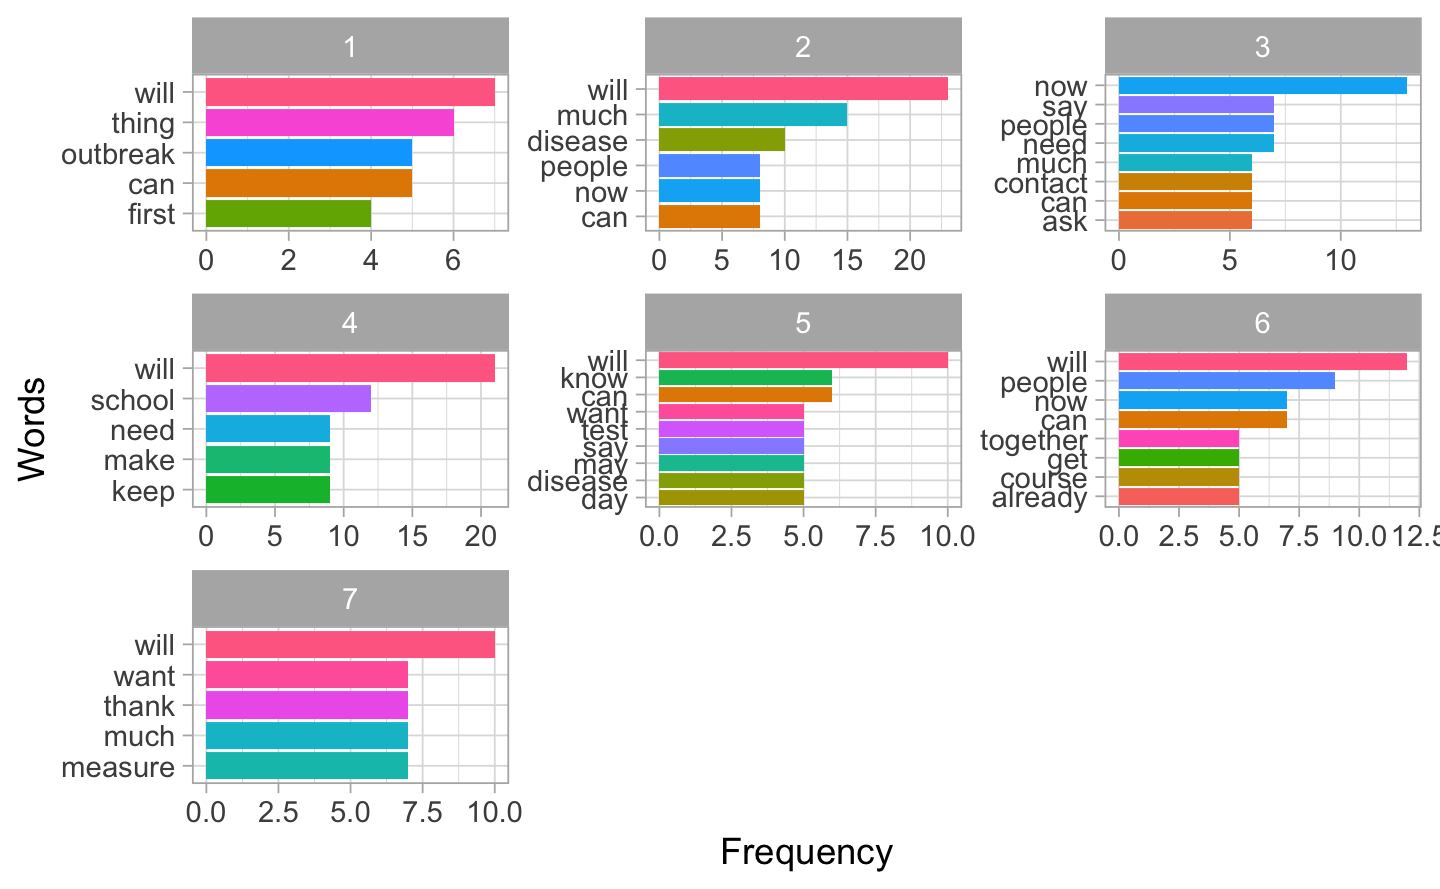 1
will
thing
outbreak
can
first
0 2 4 6
2
will
much
disease
people
now
can
0 5 10 15 20
3
now
say
people
need
much
contact
can
ask
0 5 10
4
will
school
need
make
keep
0 5 10 15 20
5
will
know
can
want
test
say
may
disease
day
0.0 2.5 5.0 7.5 10.0
6
will
people
now
can
together
get
course
already
0.0 2.5 5.0 7.5 10.0 12.5
7
will
want
thank
much
measure
0.0 2.5 5.0 7.5 10.0
Words
Frequency